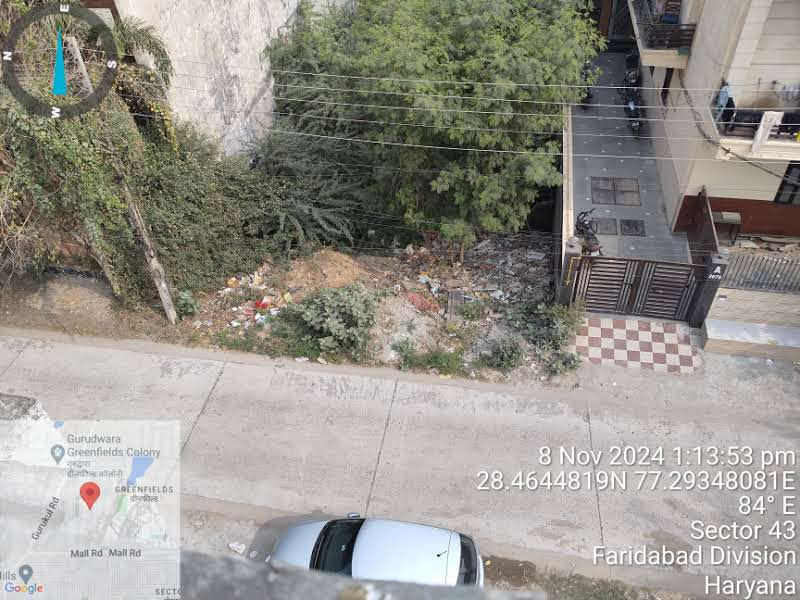 E
N
S
W
A
Gurudwara
Greenfields Colony
गुरुद्वारा
ग्रीनफील्ड कॉलोनी
GREENFIELDS
ग्रीनफील्ड
Gurukul Rd
Mall Rd Mall Rd
Google
8 Nov 2024 1:13:53 pm
28.4644819N 77.29348081E
84° E
Sector 43
Faridabad Division
Haryana